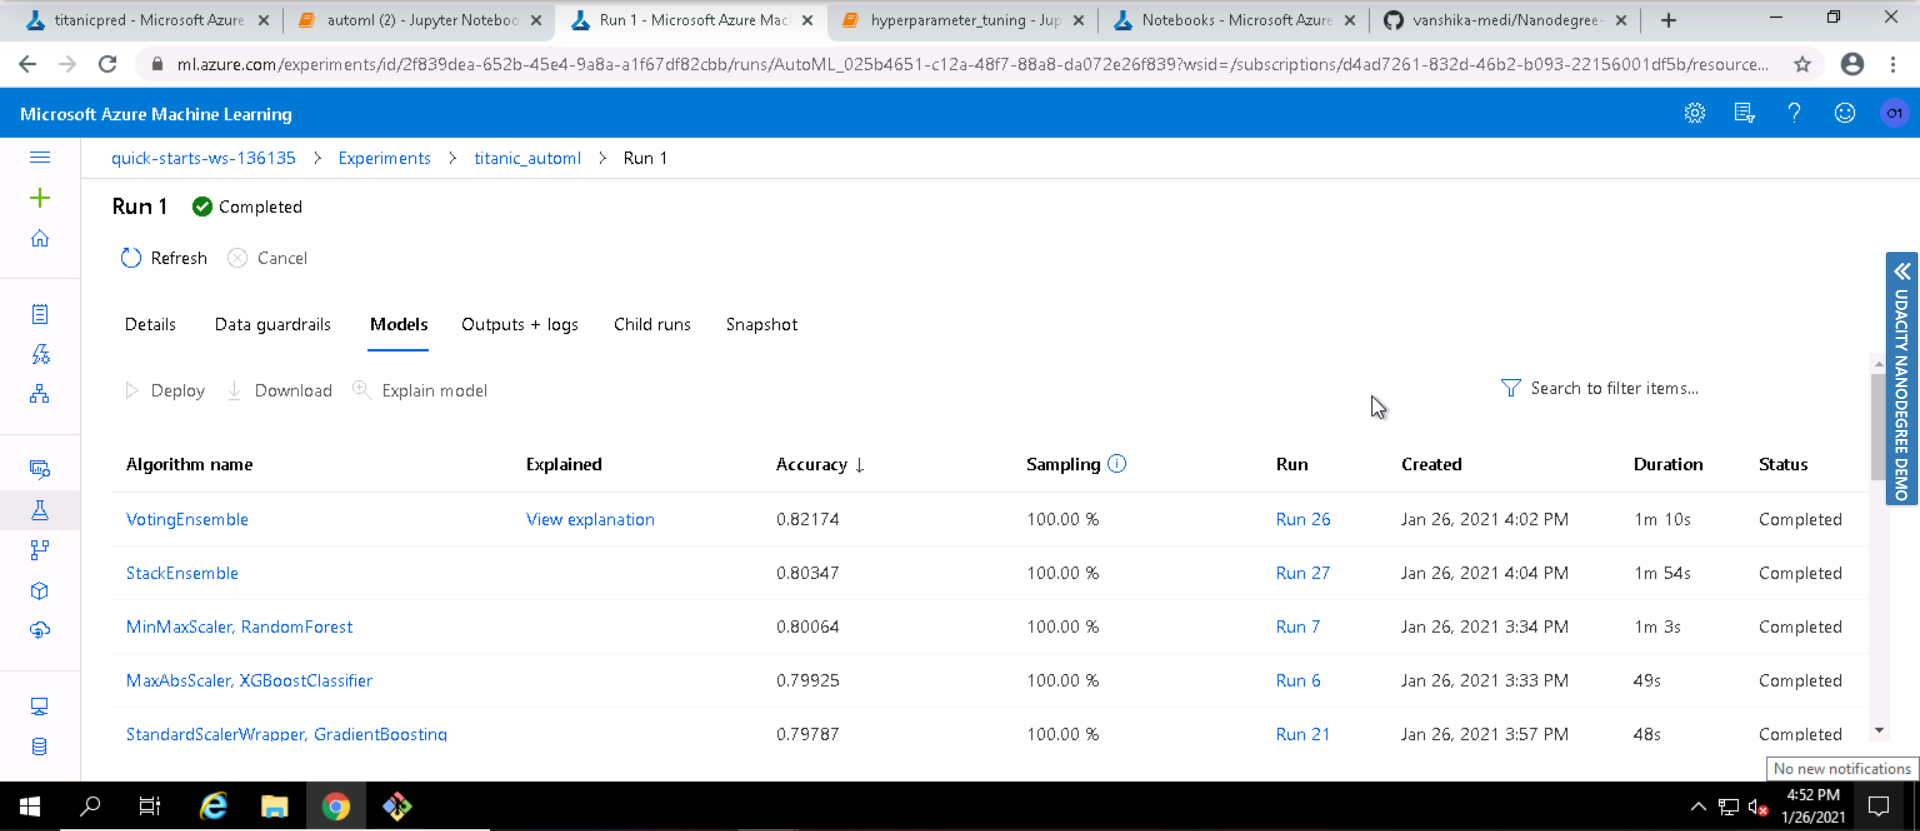 titanicpred - Microsoft Azure
automl (2) - Jupyter Noteboo
Run 1 - Microsoft Azure Mac
hyperparameter_tuning - Jup
Notebooks - Microsoft Azure
vanshika-medi/Nanodegree-
ml.azure.com/experiments/id/2f839dea-652b-45e4-9a8a-a1f67df82cbb/runs/AutoML_025b4651-c12a-48f7-88a8-da072e26f839?wsid=/subscriptions/d4ad7261-832d-46b2-b093-22156001df5b/resource...
Microsoft Azure Machine Learning
O1
quick-starts-ws-136135 > Experiments > titanic_automl > Run 1
Run 1 Completed
Refresh Cancel
Details Data guardrails Models Outputs + logs Child runs Snapshot
Deploy Download Explain model Search to filter items...
Algorithm name Explained Accuracy ↓ Sampling Run Created Duration Status
VotingEnsemble View explanation 0.82174 100.00 % Run 26 Jan 26, 2021 4:02 PM 1m 10s Completed
StackEnsemble 0.80347 100.00 % Run 27 Jan 26, 2021 4:04 PM 1m 54s Completed
MinMaxScaler, RandomForest 0.80064 100.00 % Run 7 Jan 26, 2021 3:34 PM 1m 3s Completed
MaxAbsScaler, XGBoostClassifier 0.79925 100.00 % Run 6 Jan 26, 2021 3:33 PM 49s Completed
StandardScalerWrapper, GradientBoosting 0.79787 100.00 % Run 21 Jan 26, 2021 3:57 PM 48s Completed
UDACITY NANODEGREE DEMO
No new notifications
4:52 PM
1/26/2021